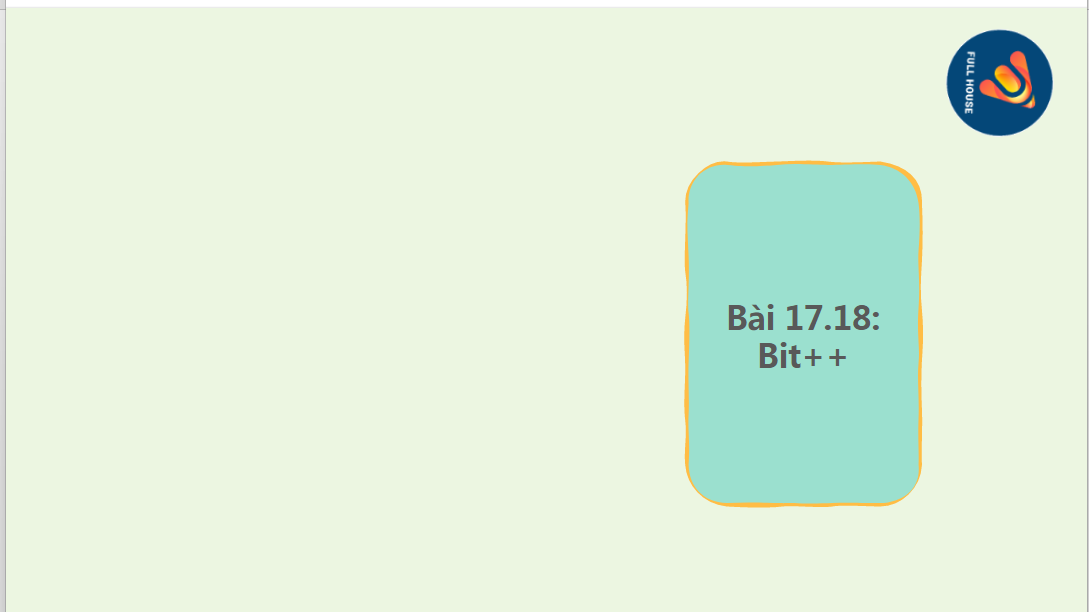 FULL HOUSE
Bài 17.18:
Bit++